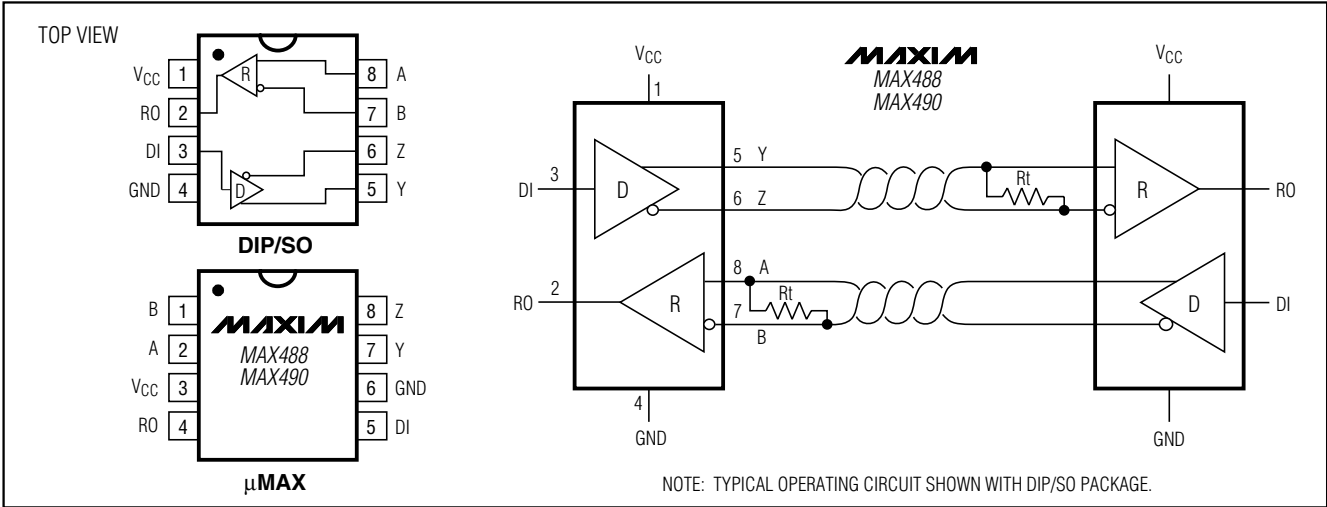 TOP VIEW
VCC 1
RO 2
DI 3
GND 4
8 A
7 B
6 Z
5 Y
R
D
DIP/SO
B 1
A 2
VCC 3
RO 4
8 Z
7 Y
6 GND
5 DI
MAXIM
MAX488
MAX490
µMAX
VCC
1
MAXIM
MAX488
MAX490
VCC
DI 3
D
5 Y
6 Z
Rt
R
RO
RO 2
R
8 A
7
B
Rt
D
DI
4
GND
GND
NOTE: TYPICAL OPERATING CIRCUIT SHOWN WITH DIP/SO PACKAGE.